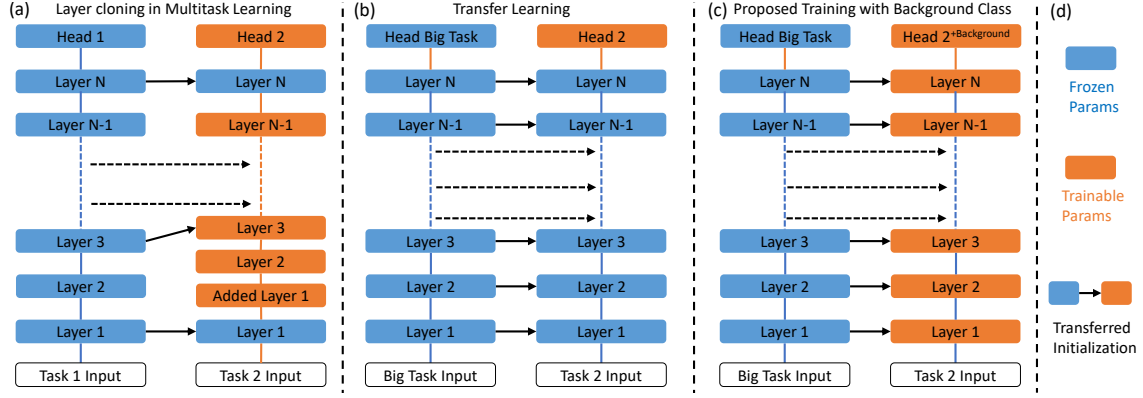 (a) Layer cloning in Multitask Learning
Head 1
Head 2
Layer N
Layer N
Layer N-1
Layer N-1
Layer 3
Layer 3
Layer 2
Layer 2
Added Layer 1
Layer 1
Layer 1
Task 1 Input
Task 2 Input
(b) Transfer Learning
Head Big Task
Head 2
Layer N
Layer N
Layer N-1
Layer N-1
Layer 3
Layer 3
Layer 2
Layer 2
Layer 1
Layer 1
Big Task Input
Task 2 Input
(c) Proposed Training with Background Class
Head Big Task
Head 2+Background
Layer N
Layer N
Layer N-1
Layer N-1
Layer 3
Layer 3
Layer 2
Layer 2
Layer 1
Layer 1
Big Task Input
Task 2 Input
(d)
Frozen
Params
Trainable
Params
Transferred
Initialization